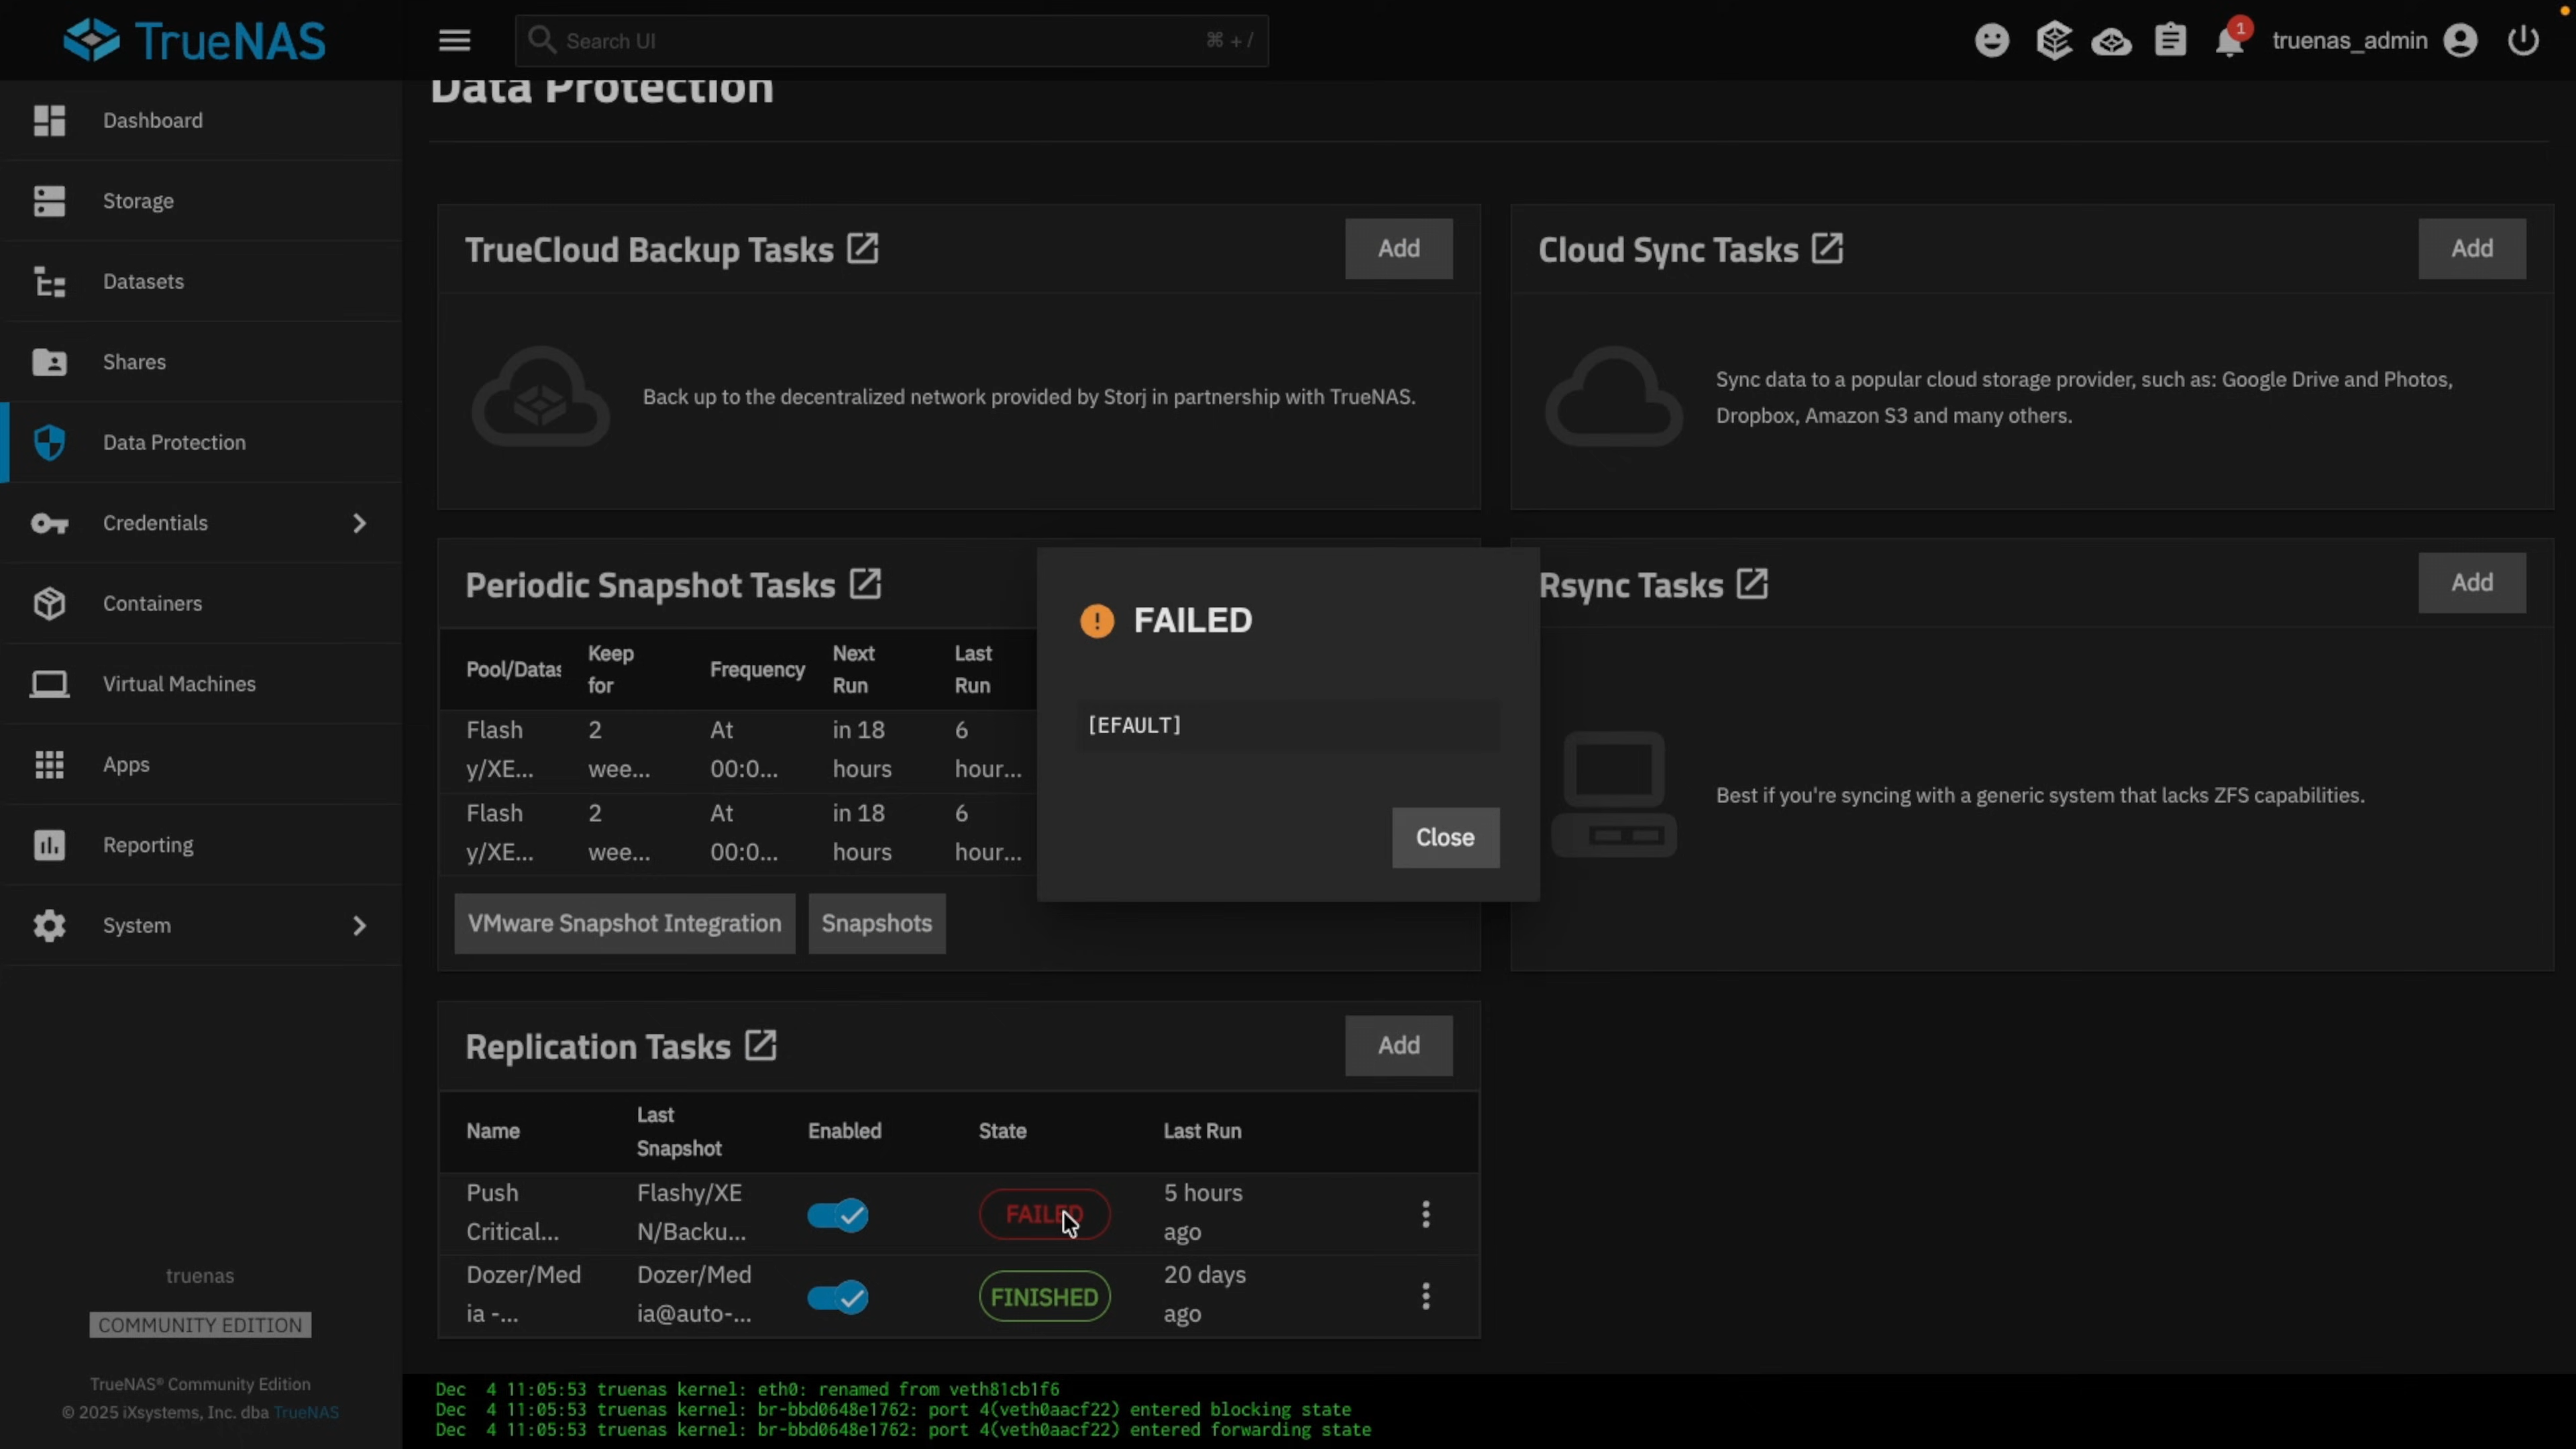 TrueNAS
Search UI
⌘ + /
1
truenas_admin
Data Protection
Dashboard
Storage
Datasets
Shares
Data Protection
Credentials
Containers
Virtual Machines
Apps
Reporting
System
truenas
COMMUNITY EDITION
TrueNAS® Community Edition
© 2025 iXsystems, Inc. dba TrueNAS
TrueCloud Backup Tasks
Add
Back up to the decentralized network provided by Storj in partnership with TrueNAS.
Cloud Sync Tasks
Add
Sync data to a popular cloud storage provider, such as: Google Drive and Photos,
Dropbox, Amazon S3 and many others.
Periodic Snapshot Tasks
Pool/Datas
Keep
for
Frequency
Next
Run
Last
Run
Flash
y/XE...
2
wee...
At
00:0...
in 18
hours
6
hour...
Flash
y/XE...
2
wee...
At
00:0...
in 18
hours
6
hour...
VMware Snapshot Integration
Snapshots
FAILED
[EFAULT]
Close
Rsync Tasks
Add
Best if you're syncing with a generic system that lacks ZFS capabilities.
Replication Tasks
Add
Name
Last
Snapshot
Enabled
State
Last Run
Push
Critical...
Flashy/XE
N/Backu...
FAILED
5 hours
ago
Dozer/Med
ia -...
Dozer/Med
ia@auto-...
FINISHED
20 days
ago
Dec  4 11:05:53 truenas kernel: eth0: renamed from veth81cb1f6
Dec  4 11:05:53 truenas kernel: br-bbd0648e1762: port 4(veth0aacf22) entered blocking state
Dec  4 11:05:53 truenas kernel: br-bbd0648e1762: port 4(veth0aacf22) entered forwarding state